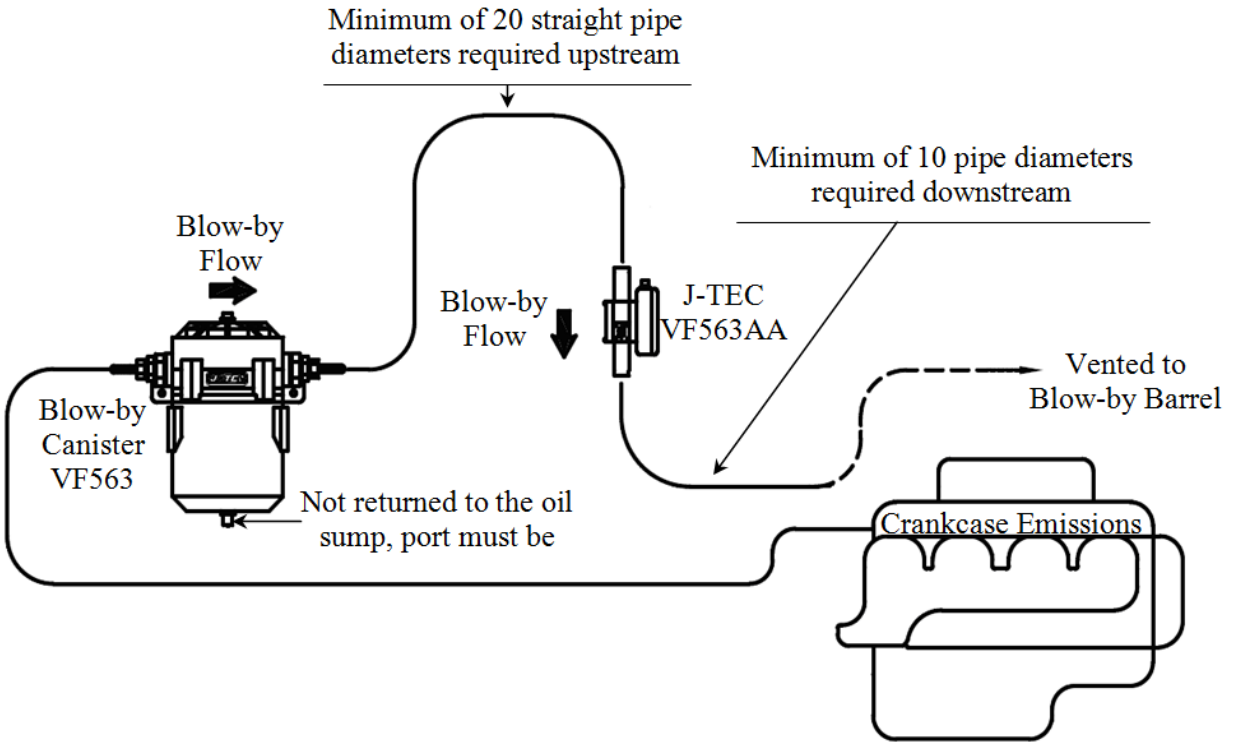 Minimum of 20 straight pipe
diameters required upstream
Minimum of 10 pipe diameters
required downstream
Blow-by
Flow
Blow-by
Flow
J-TEC
VF563AA
Vented to
Blow-by Barrel
Blow-by
Canister
VF563
Not returned to the oil
sump, port must be
Crankcase Emissions